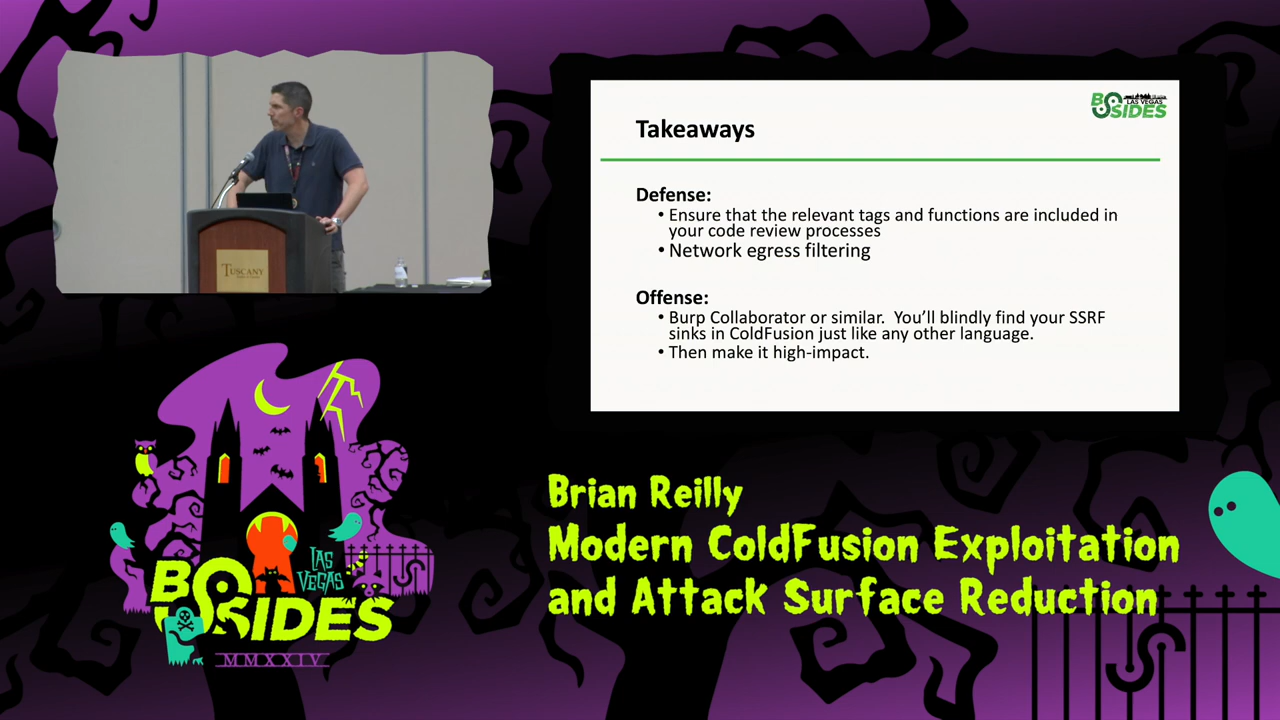 BSIDES
LAS VEGAS
Takeaways
Defense:
• Ensure that the relevant tags and functions are included in
your code review processes
• Network egress filtering
Offense:
• Burp Collaborator or similar.  You'll blindly find your SSRF
sinks in ColdFusion just like any other language.
• Then make it high-impact.
TUSCANY
Brian Reilly
Modern ColdFusion Exploitation
and Attack Surface Reduction
LAS
VEGAS
BSIDES
MMXXIV